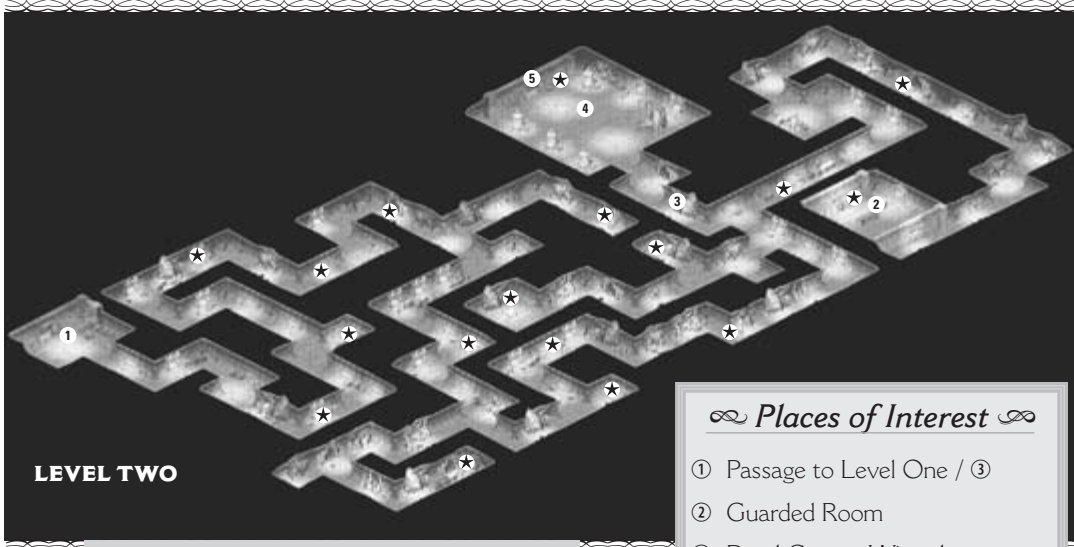 5
4
3
2
1
LEVEL TWO
Places of Interest
① Passage to Level One / ③
② Guarded Room